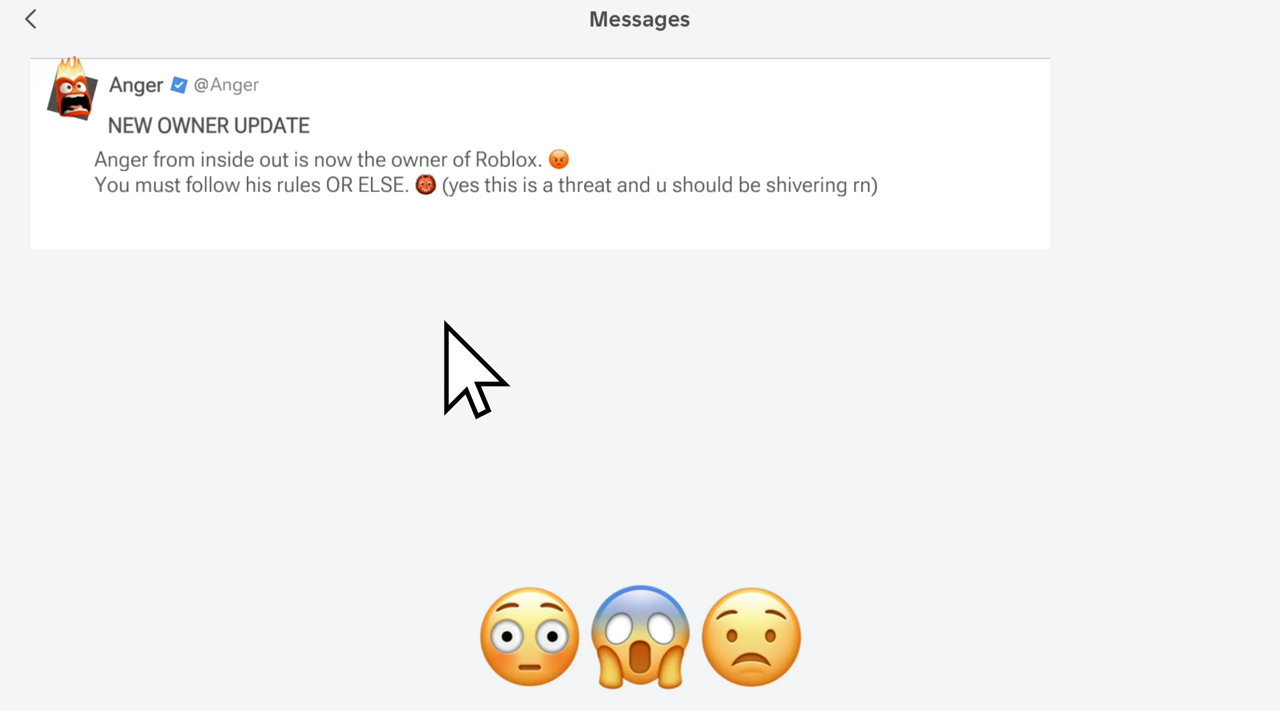 Messages
Anger @Anger
NEW OWNER UPDATE
Anger from inside out is now the owner of Roblox. 😡
You must follow his rules OR ELSE. 👹 (yes this is a threat and u should be shivering rn)